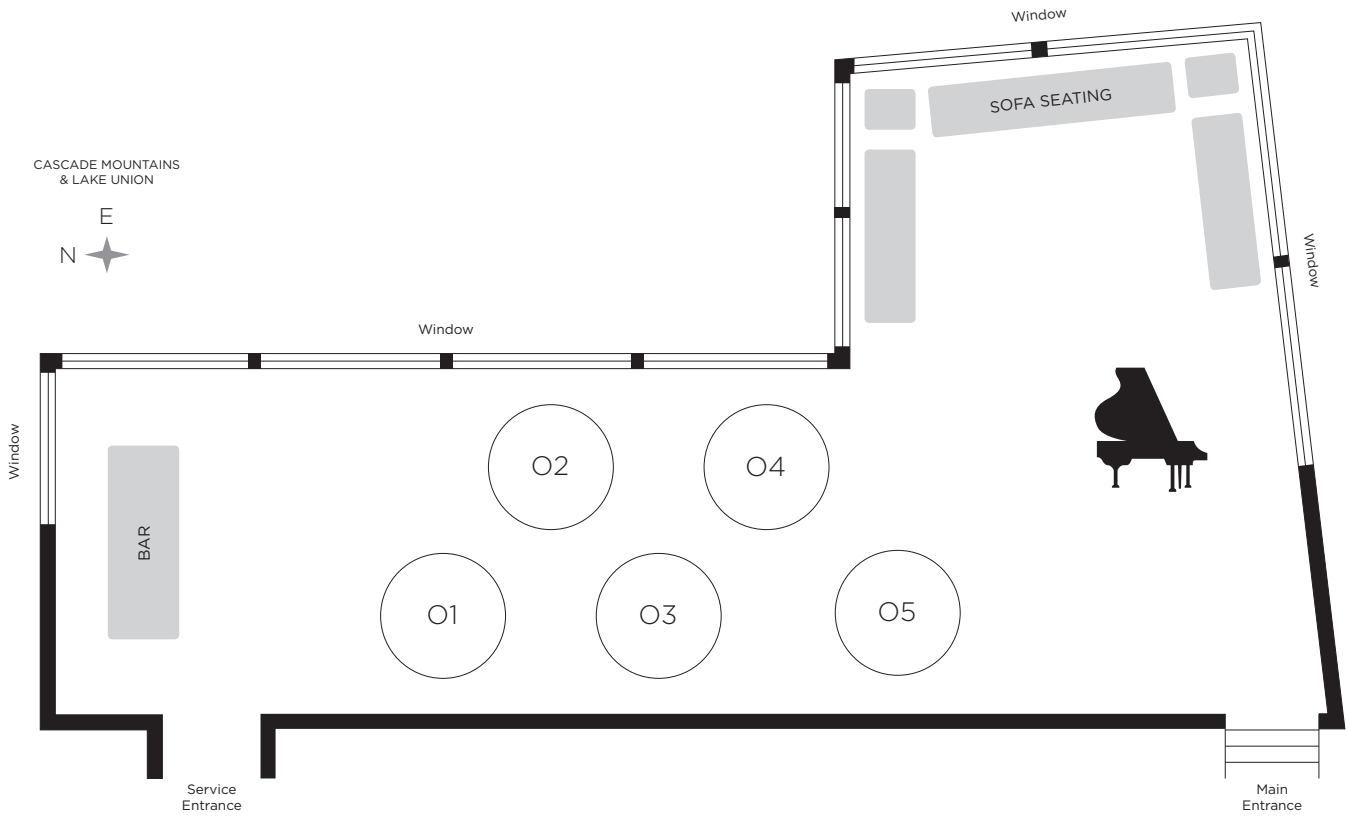 Window
SOFA SEATING
CASCADE MOUNTAINS
& LAKE UNION
E
N
Window
Window
Window
O2
O4
BAR
O1
O3
O5
Service
Entrance
Main
Entrance